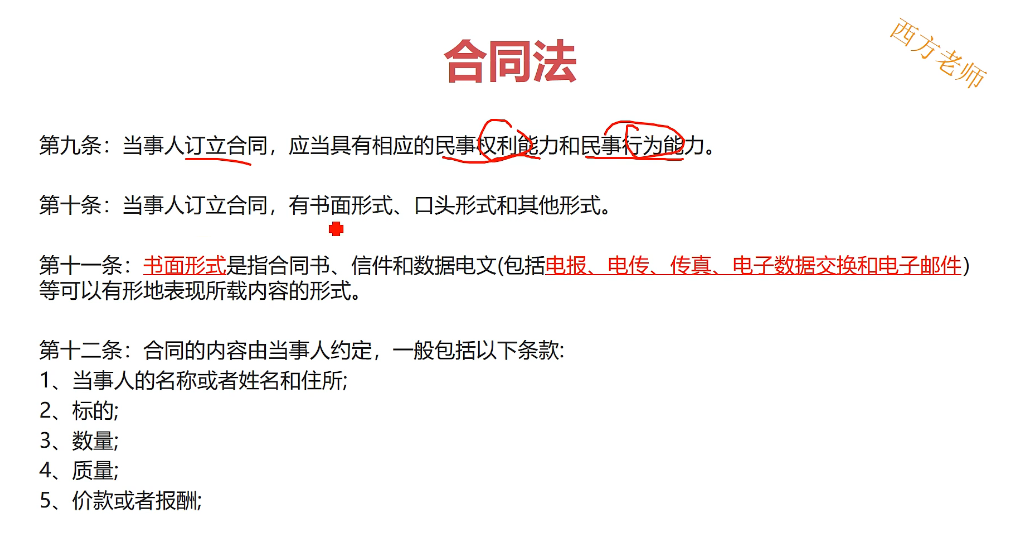 合同法
西方老师
第九条：当事人订立合同，应当具有相应的民事权利能力和民事行为能力。
第十条：当事人订立合同，有书面形式、口头形式和其他形式。
第十一条：书面形式是指合同书、信件和数据电文(包括电报、电传、传真、电子数据交换和电子邮件)
等可以有形地表现所载内容的形式。
第十二条：合同的内容由当事人约定，一般包括以下条款:
1、当事人的名称或者姓名和住所;
2、标的;
3、数量;
4、质量;
5、价款或者报酬;